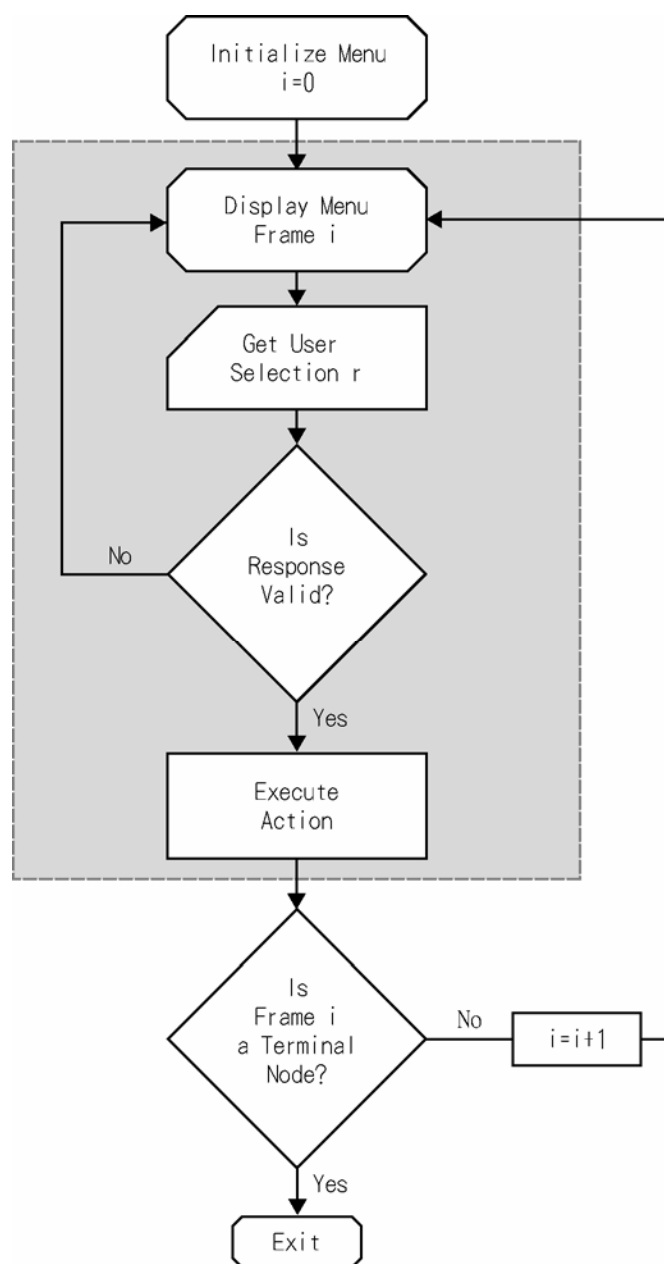 Initialize Menu
i=0
Display Menu
Frame i
Get User
Selection r
Is
Response
Valid?
No
Yes
Execute
Action
Is
Frame i
a Terminal
Node?
No
i=i+1
Yes
Exit